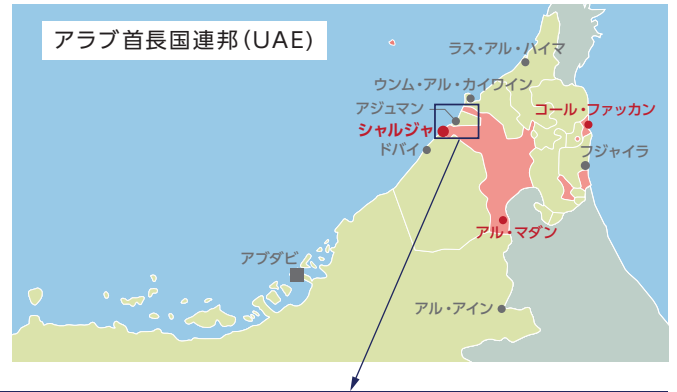 アラブ首長国連邦(UAE)
ラス・アル・ハイマ
ウンム・アル・カイワイン
アジュマン
コール・ファッカン
シャルジャ
ドバイ
フジャイラ
アル・マダン
アブダビ
アル・アイン